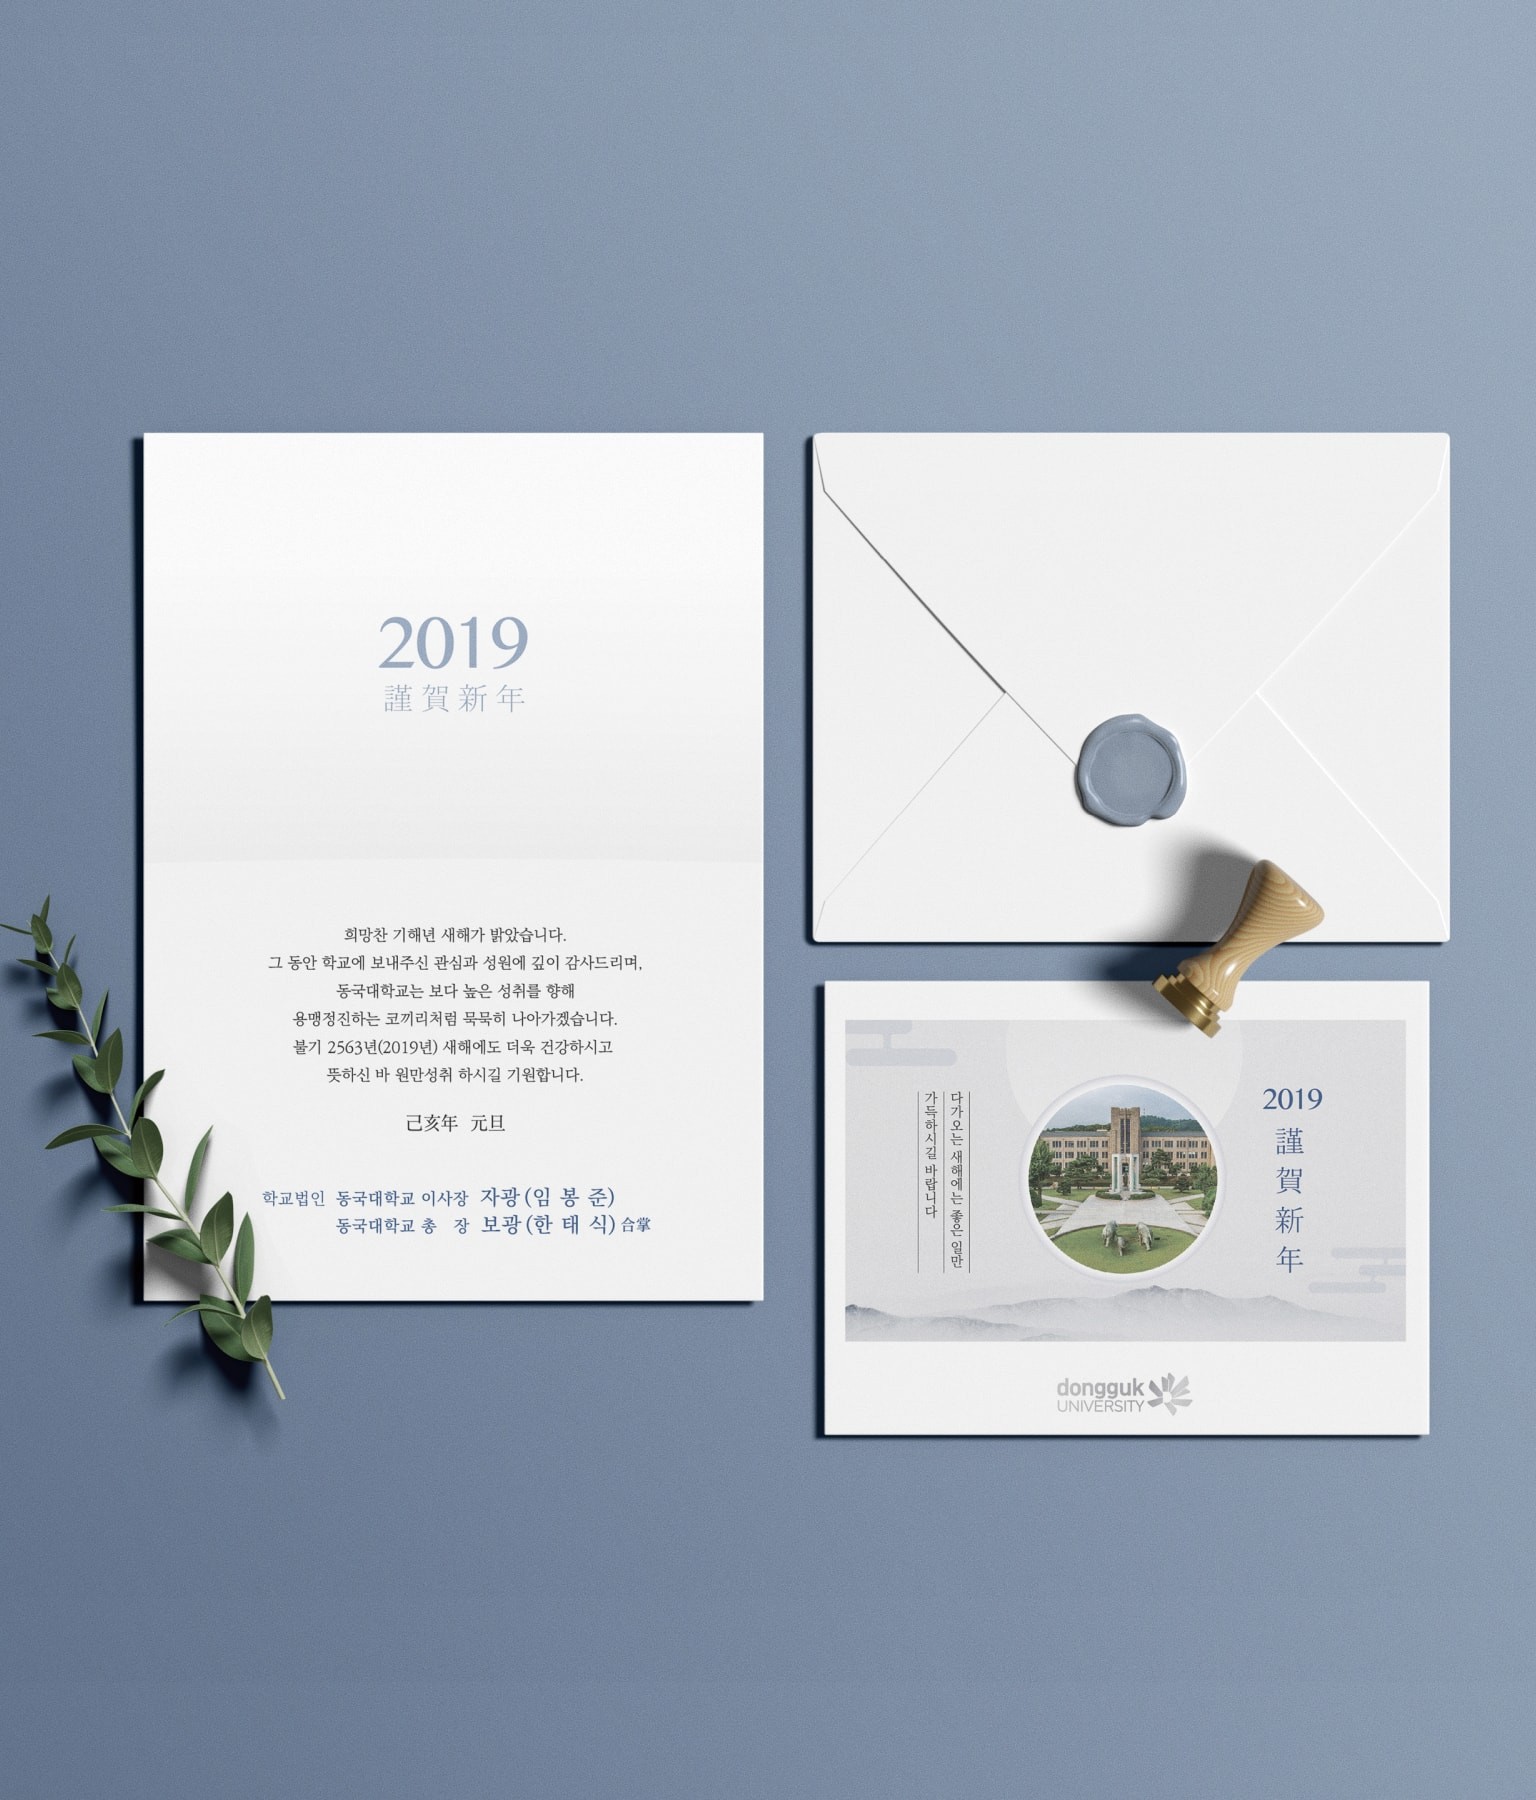 2019
謹賀新年
희망찬 기해년 새해가 밝았습니다.
그 동안 학교에 보내주신 관심과 성원에 깊이 감사드리며,
동국대학교는 보다 높은 성취를 향해
용맹정진하는 코끼리처럼 묵묵히 나아가겠습니다.
불기 2563년(2019년) 새해에도 더욱 건강하시고
뜻하신 바 원만성취 하시길 기원합니다.
己亥年 元旦
학교법인 동국대학교 이사장 자광(임 봉 준)
동국대학교 총 장 보광(한 태 식) 合掌
2019
謹賀新年
다가오는 새해에는 좋은 일만
가득하시길 바랍니다
dongguk
UNIVERSITY